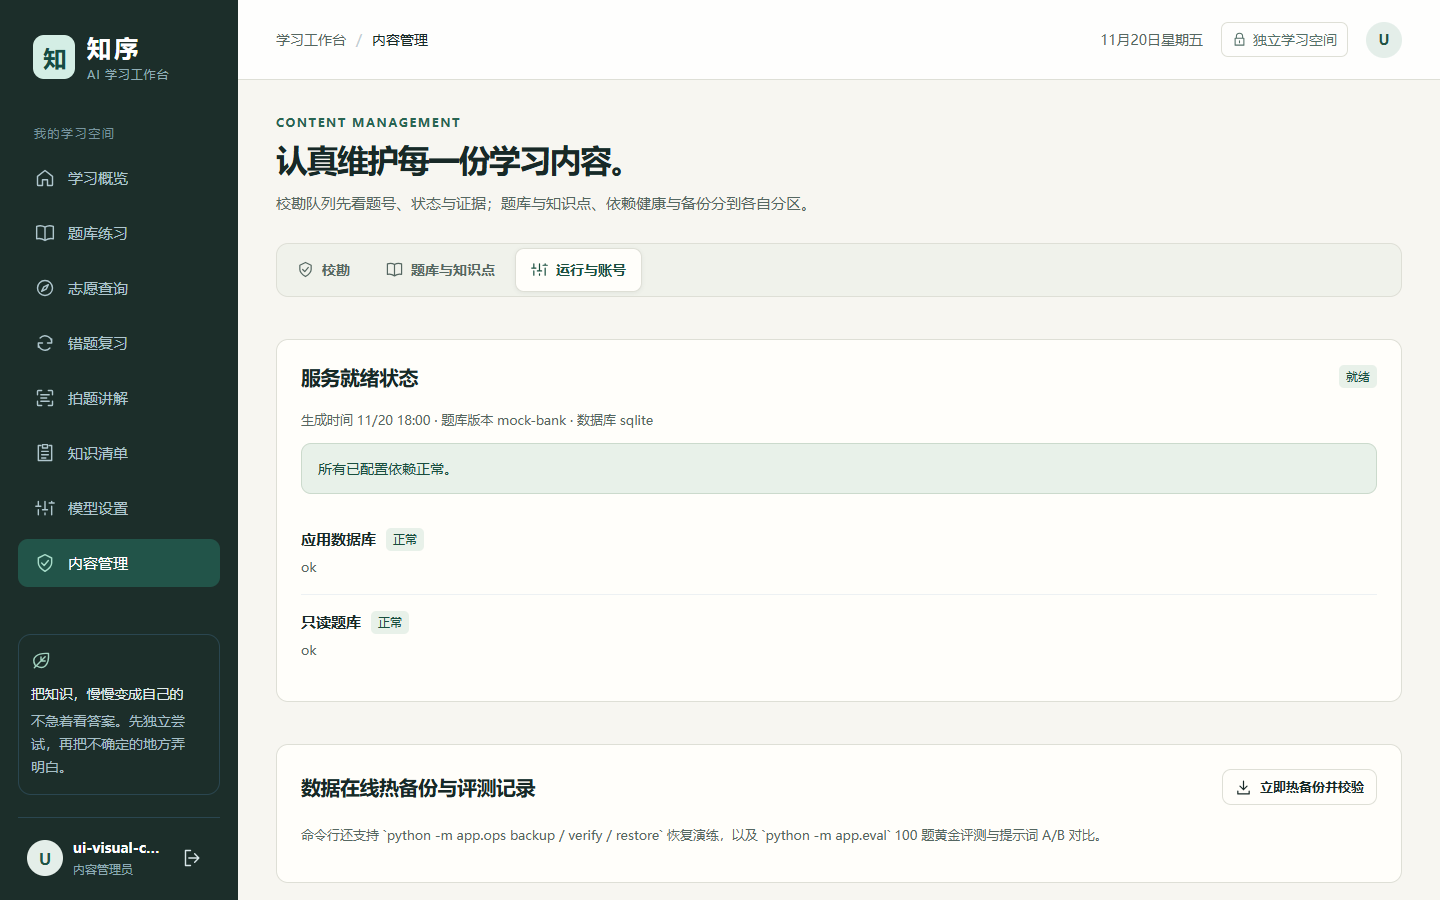 知
知序
AI 学习工作台
我的学习空间
学习概览
题库练习
志愿查询
错题复习
拍题讲解
知识清单
模型设置
内容管理
把知识，慢慢变成自己的
不急着看答案。先独立尝
试，再把不确定的地方弄
明白。
U
ui-visual-c...
内容管理员
学习工作台 / 内容管理
11月20日星期五
独立学习空间
U
CONTENT MANAGEMENT
认真维护每一份学习内容。
校勘队列先看题号、状态与证据；题库与知识点、依赖健康与备份分到各自分区。
校勘
题库与知识点
运行与账号
服务就绪状态
就绪
生成时间 11/20 18:00 · 题库版本 mock-bank · 数据库 sqlite
所有已配置依赖正常。
应用数据库 正常
ok
只读题库 正常
ok
数据在线热备份与评测记录
立即热备份并校验
命令行还支持 `python -m app.ops backup / verify / restore` 恢复演练，以及 `python -m app.eval` 100 题黄金评测与提示词 A/B 对比。